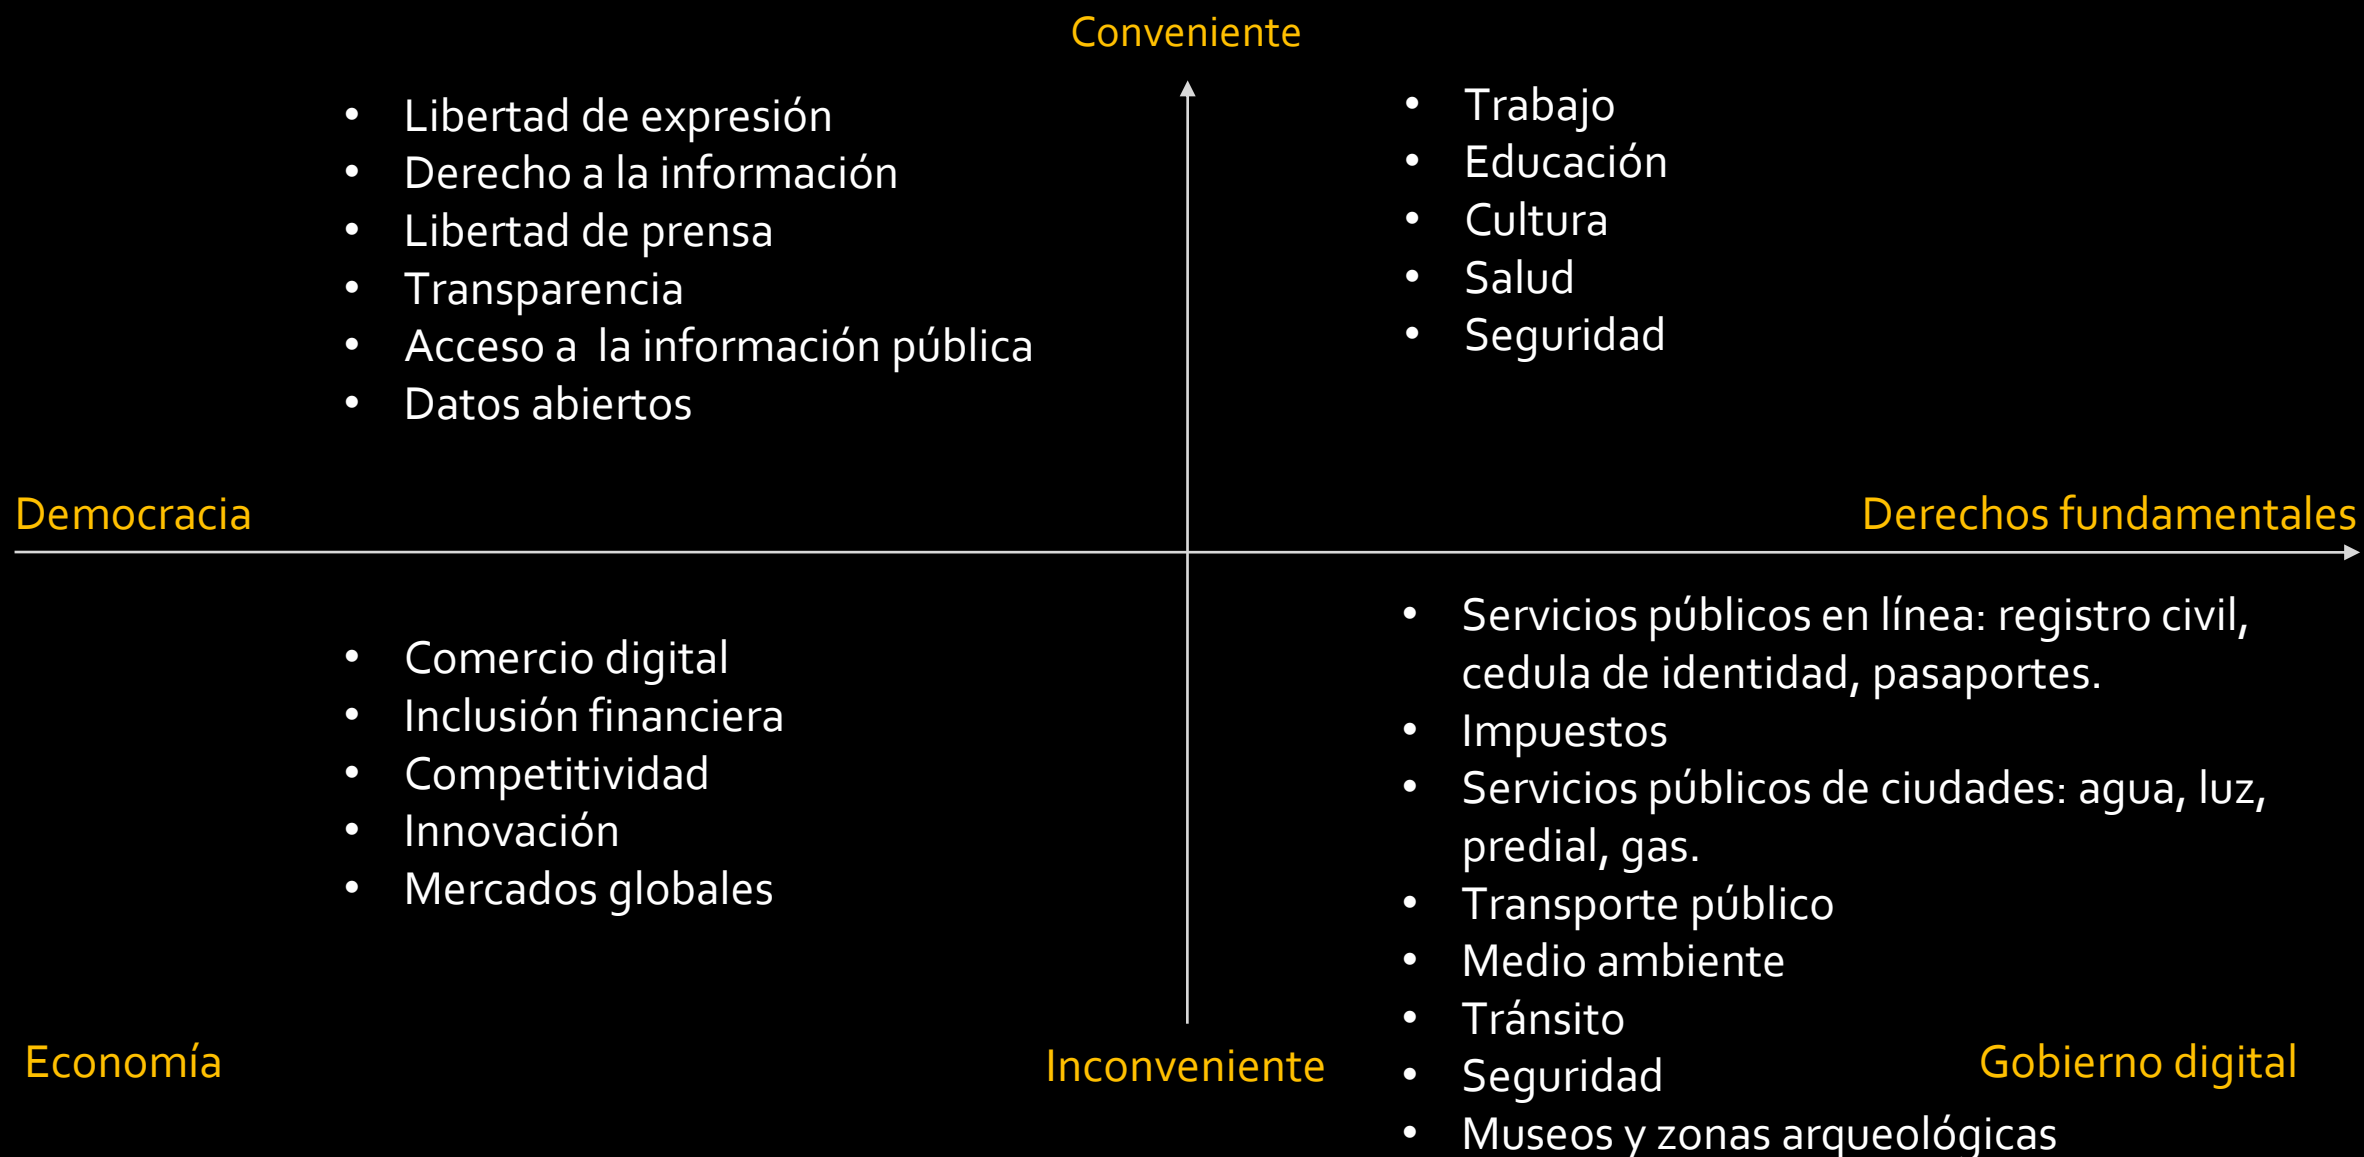 Conveniente
• Libertad de expresión
• Derecho a la información
• Libertad de prensa
• Transparencia
• Acceso a  la información pública
• Datos abiertos
• Trabajo
• Educación
• Cultura
• Salud
• Seguridad
Democracia
Derechos fundamentales
• Comercio digital
• Inclusión financiera
• Competitividad
• Innovación
• Mercados globales
• Servicios públicos en línea: registro civil,
cedula de identidad, pasaportes.
• Impuestos
• Servicios públicos de ciudades: agua, luz,
predial, gas.
• Transporte público
• Medio ambiente
• Tránsito
• Seguridad
• Museos y zonas arqueológicas
Economía
Inconveniente
Gobierno digital